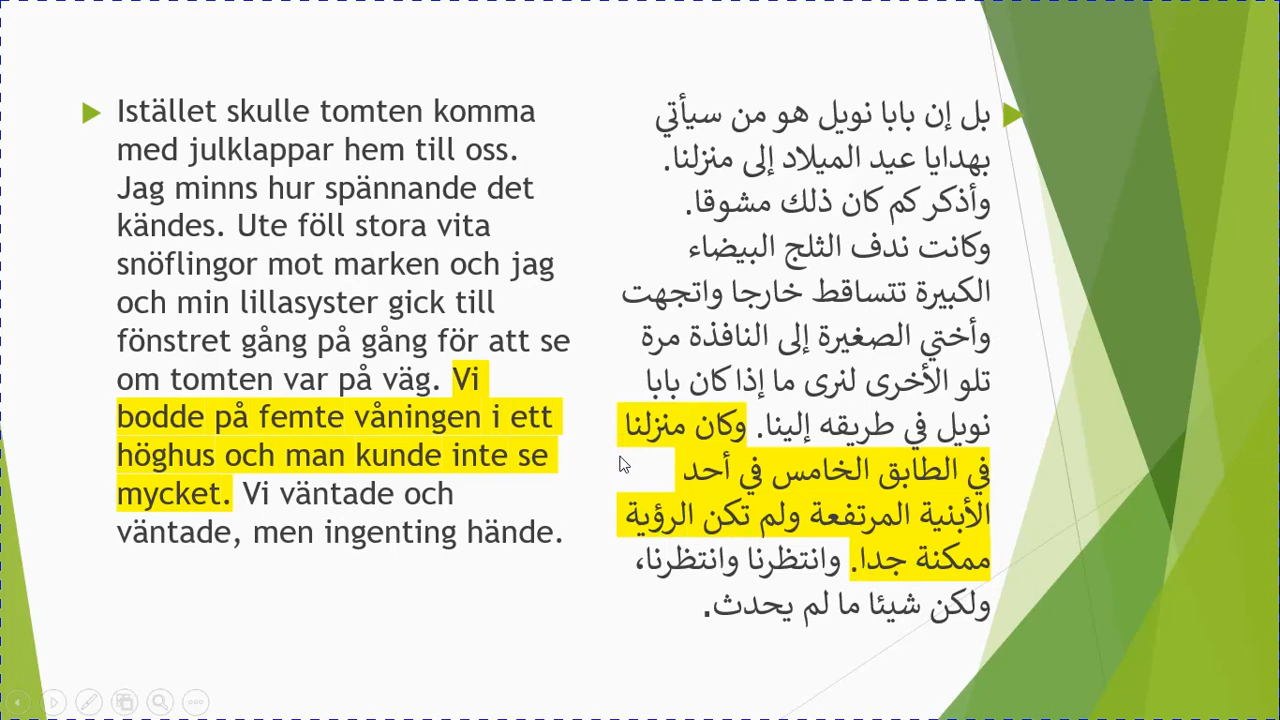 Istället skulle tomten komma
med julklappar hem till oss.
Jag minns hur spännande det
kändes. Ute föll stora vita
snöflingor mot marken och jag
och min lillasyster gick till
fönstret gång på gång för att se
om tomten var på väg. Vi
bodde på femte våningen i ett
höghus och man kunde inte se
mycket. Vi väntade och
väntade, men ingenting hände.
بل إن بابا نويل هو من سيأتي
بهدايا عيد الميلاد إلى منزلنا.
وأذكر كم كان ذلك مشوقا.
وكانت ندف الثلج البيضاء
الكبيرة تتساقط خارجا واتجهت
وأختي الصغيرة إلى النافذة مرة
تلو الأخرى لنرى ما إذا كان بابا
نويل في طريقه إلينا. وكان منزلنا
في الطابق الخامس في أحد
الأبنية المرتفعة ولم تكن الرؤية
ممكنة جدا. وانتظرنا وانتظرنا،
ولكن شيئا ما لم يحدث.